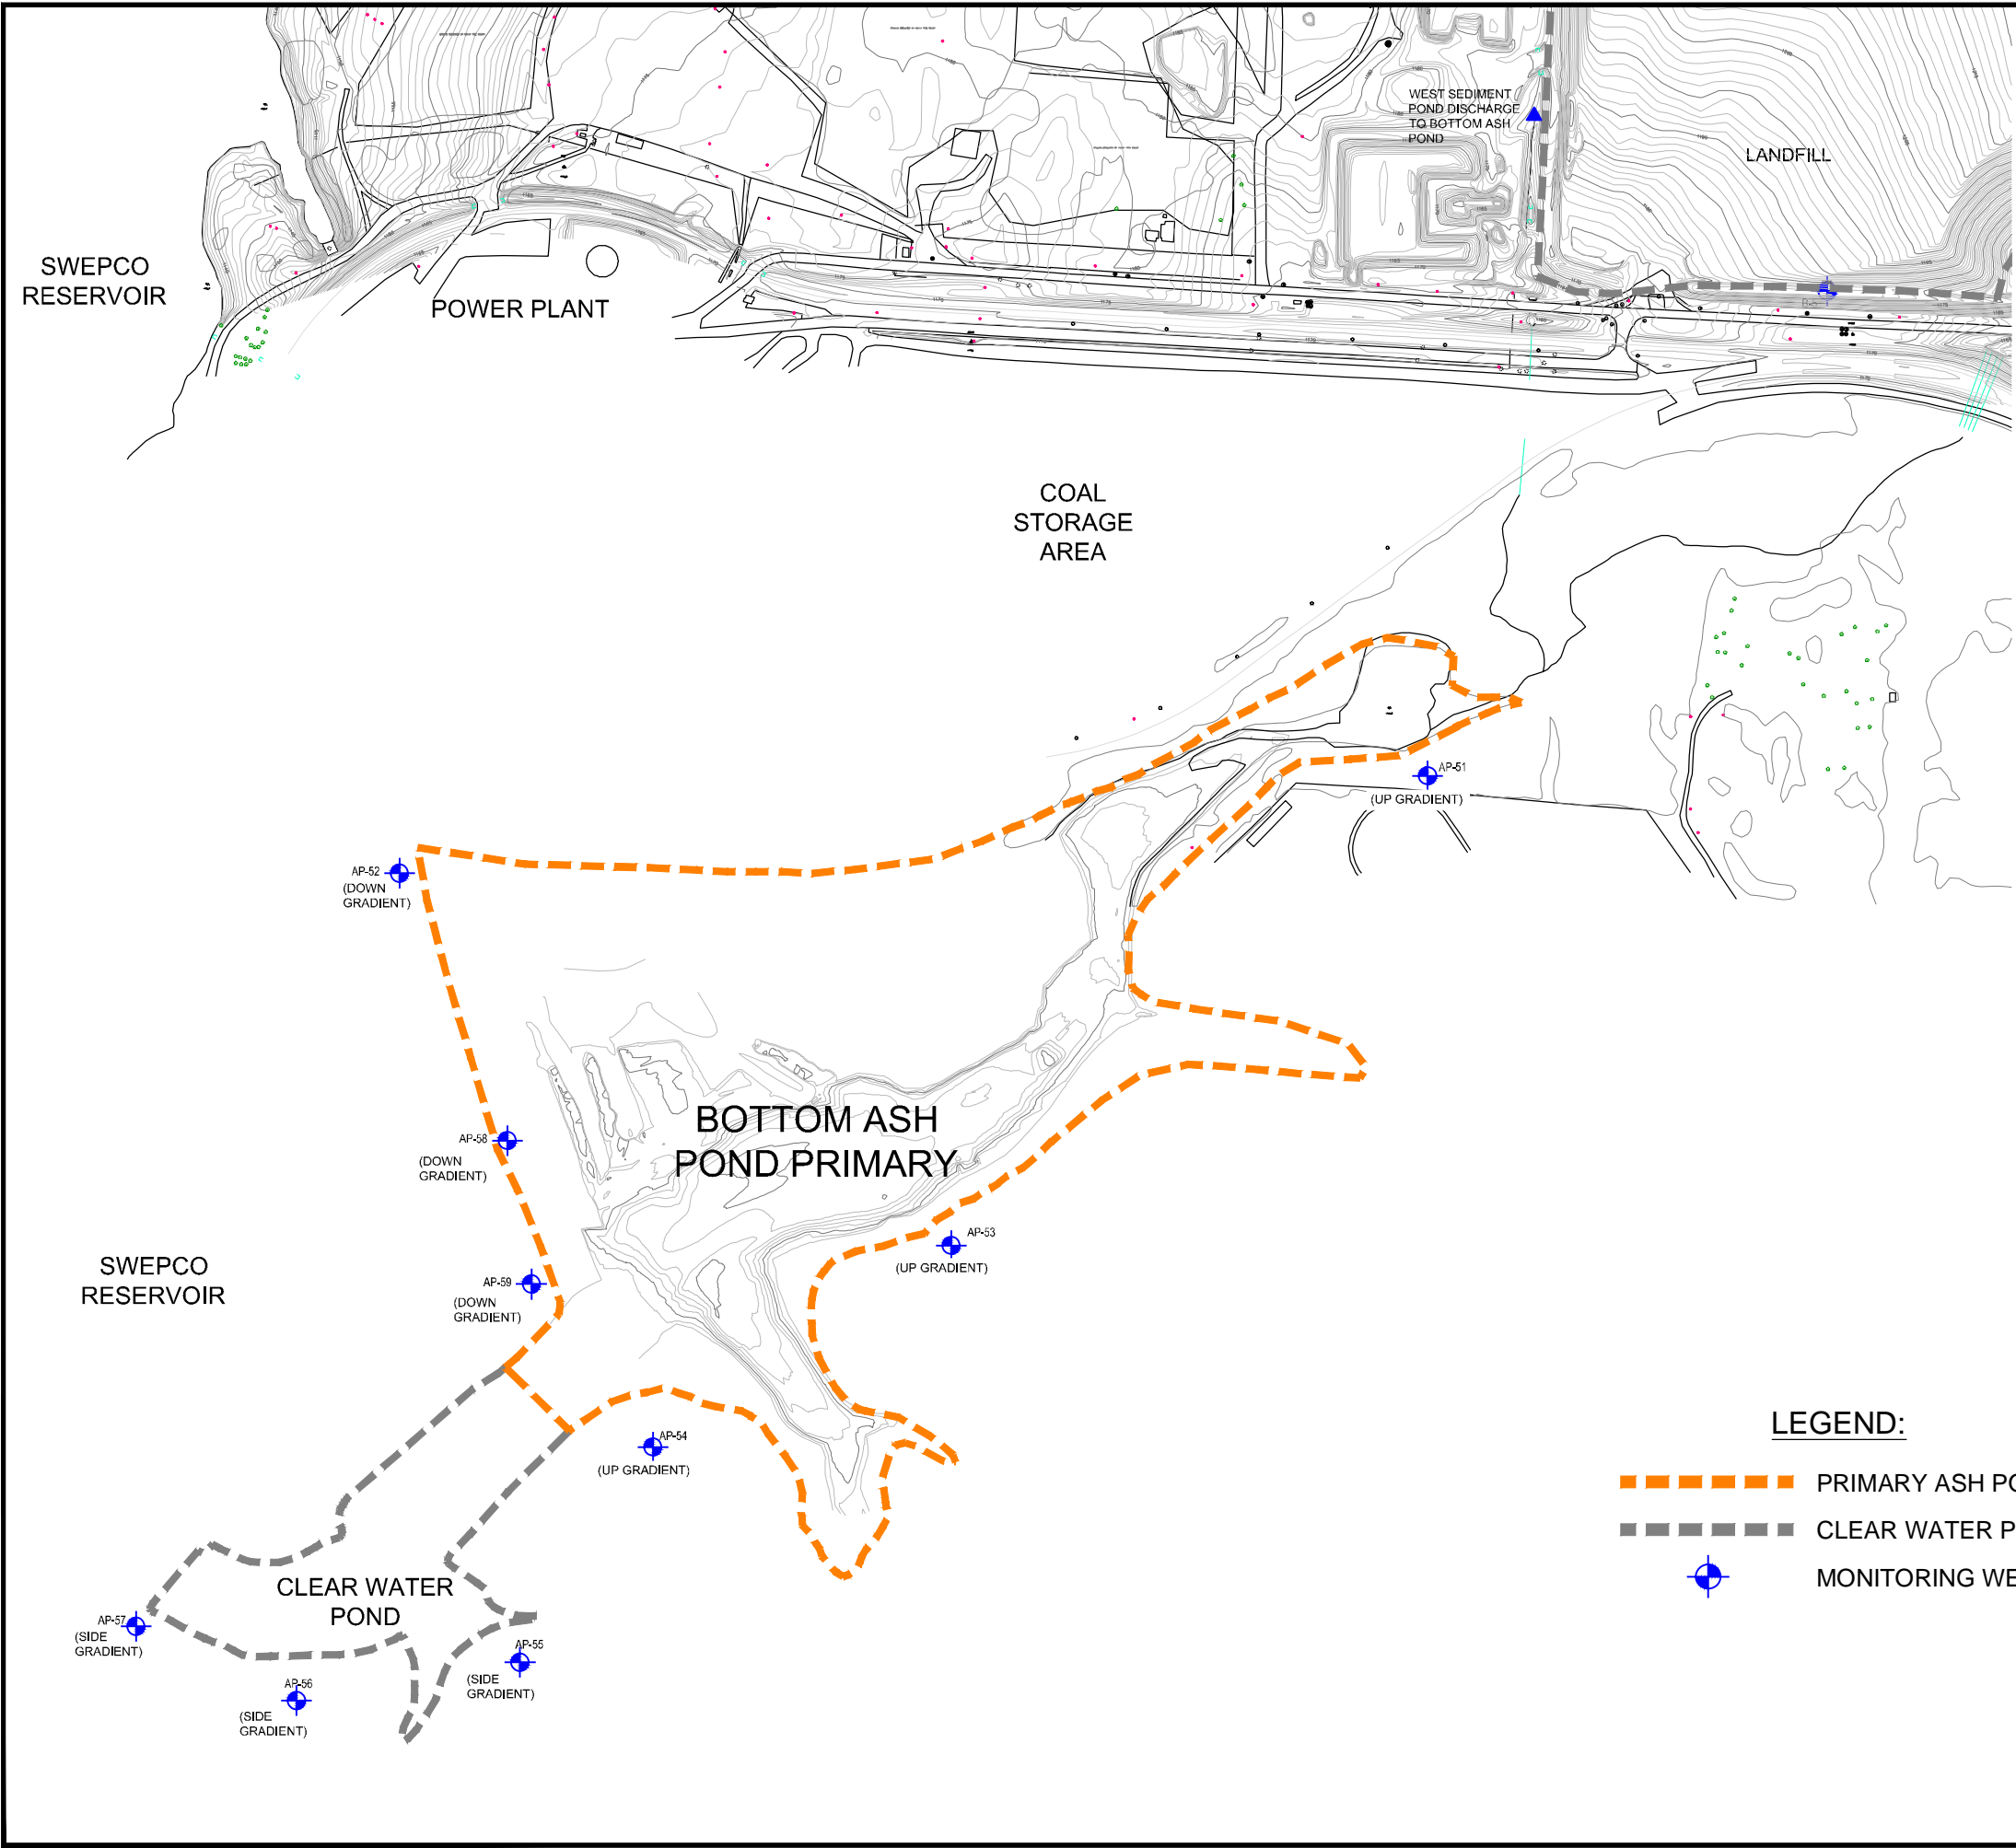 WEST SEDIMENT
POND DISCHARGE
TO BOTTOM ASH
POND
LANDFILL
SWEPCO
RESERVOIR
POWER PLANT
COAL
STORAGE
AREA
AP-51
(UP GRADIENT)
AP-52
(DOWN
GRADIENT)
BOTTOM ASH
POND PRIMARY
AP-58
(DOWN
GRADIENT)
AP-53
(UP GRADIENT)
SWEPCO
RESERVOIR
AP-59
(DOWN
GRADIENT)
AP-54
(UP GRADIENT)
LEGEND:
PRIMARY ASH PO
CLEAR WATER P
MONITORING WE
CLEAR WATER
POND
AP-57
(SIDE
GRADIENT)
AP-55
(SIDE
GRADIENT)
AP-56
(SIDE
GRADIENT)